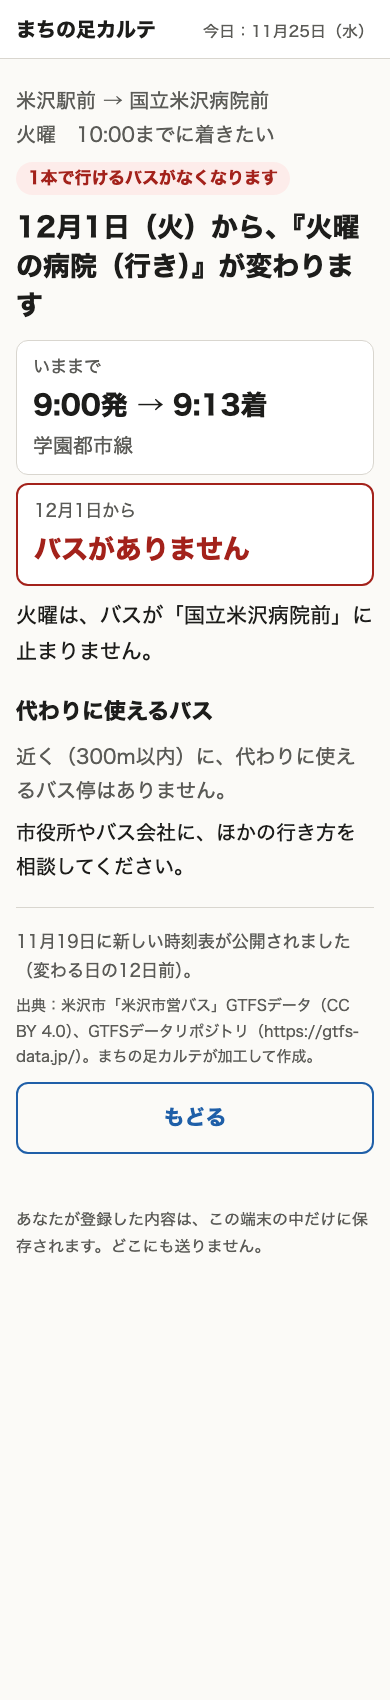 まちの足カルテ
今日：11月25日（水）
米沢駅前 → 国立米沢病院前
火曜　10:00までに着きたい
1本で行けるバスがなくなります
12月1日（火）から、『火曜
の病院（行き）』が変わりま
す
いままで
9:00発 → 9:13着
学園都市線
12月1日から
バスがありません
火曜は、バスが「国立米沢病院前」に
止まりません。
代わりに使えるバス
近く（300m以内）に、代わりに使え
るバス停はありません。
市役所やバス会社に、ほかの行き方を
相談してください。
11月19日に新しい時刻表が公開されました
（変わる日の12日前）。
出典：米沢市「米沢市営バス」GTFSデータ（CC
BY 4.0）、GTFSデータリポジトリ（https://gtfs-
data.jp/）。まちの足カルテが加工して作成。
もどる
あなたが登録した内容は、この端末の中だけに保
存されます。どこにも送りません。